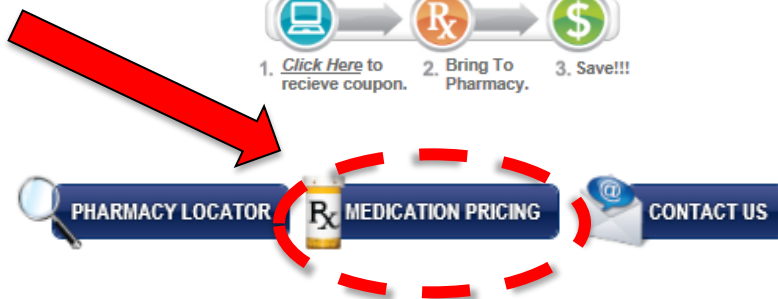 Rx
$
1. Click Here to
recieve coupon.
2. Bring To
Pharmacy.
3. Save!!!
PHARMACY LOCATOR
Rx
MEDICATION PRICING
@
CONTACT US